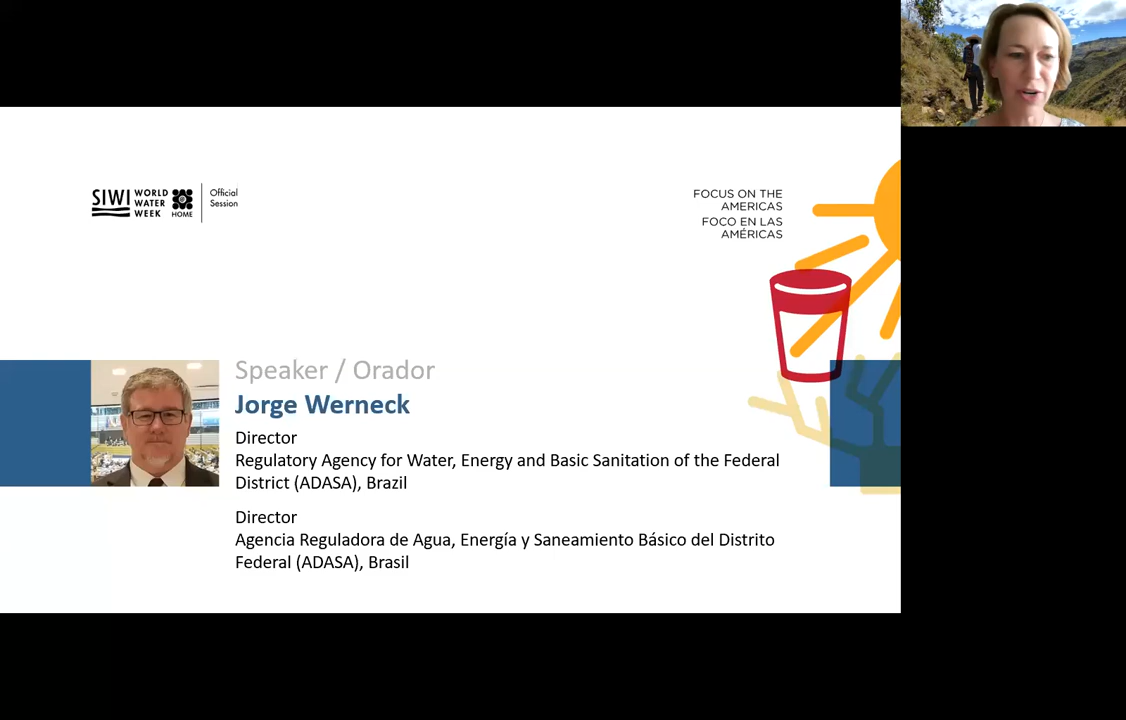 SIWI
WORLD
WATER
WEEK
HOME
Official
Session
FOCUS ON THE
AMERICAS
FOCO EN LAS
AMÉRICAS
Speaker / Orador
Jorge Werneck
Director
Regulatory Agency for Water, Energy and Basic Sanitation of the Federal
District (ADASA), Brazil
Director
Agencia Reguladora de Agua, Energía y Saneamiento Básico del Distrito
Federal (ADASA), Brasil